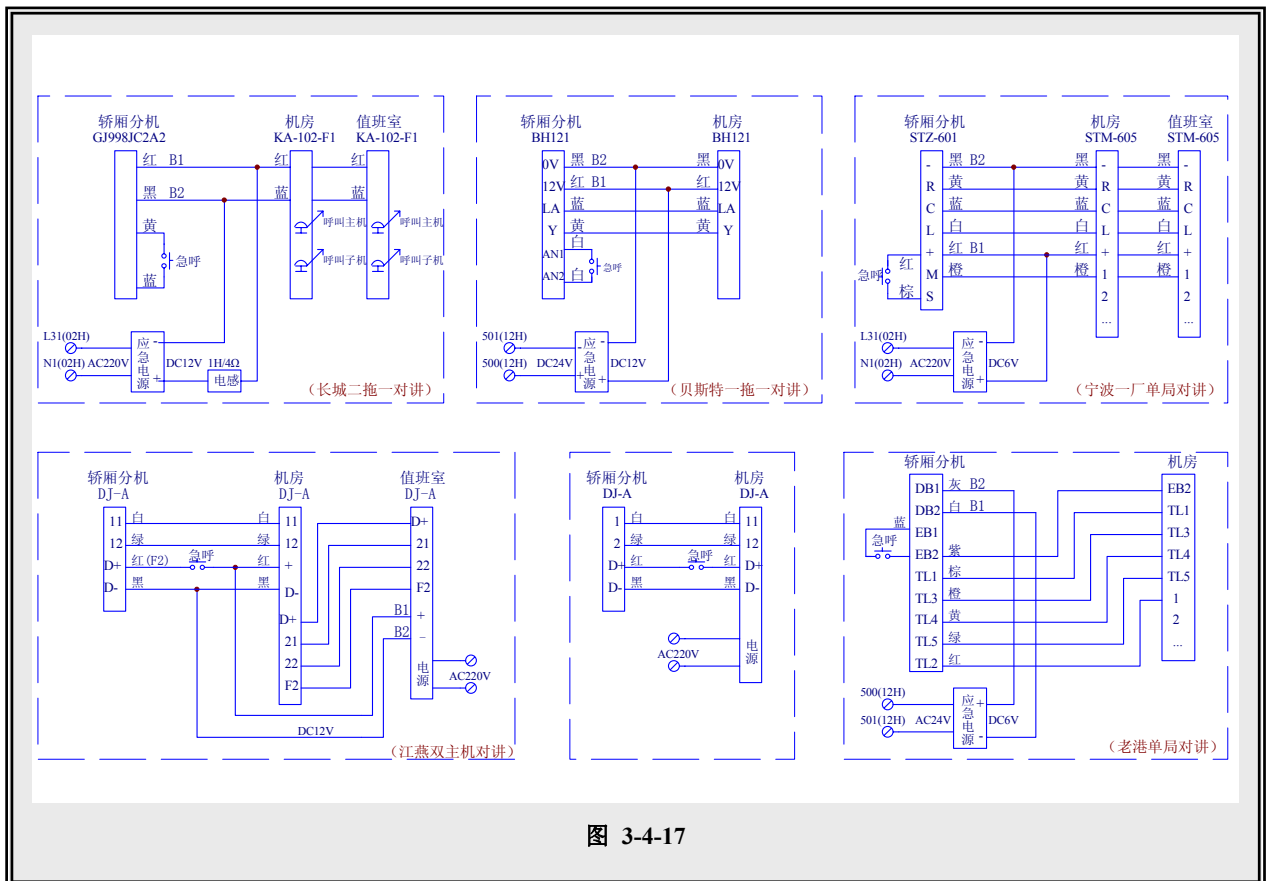 轿厢分机 机房 值班室
GJ998JC2A2 KA-102-F1 KA-102-F1
红 B1 红 红
黑 B2 蓝 蓝
黄 呼叫主机 呼叫主机
急呼 呼叫子机 呼叫子机
蓝
L31(02H) 应急电源 -
N1(02H) AC220V DC12V 1H/4Ω
+ 电感
（长城二拖一对讲）
轿厢分机 机房
BH121 BH121
0V 黑 B2 黑 0V
12V 红 B1 红 12V
LA 蓝 蓝 LA
Y 黄 黄 Y
AN1 白
急呼
AN2 白
501(12H) - 应急电源 -
DC24V DC12V
500(12H) + +
（贝斯特一拖一对讲）
轿厢分机 机房 值班室
STZ-601 STM-605 STM-605
- 黑 B2 黑 - 黑 -
R 黄 黄 R 黄 R
C 蓝 蓝 C 蓝 C
L 白 白 L 白 L
+ 红 B1 红 + 红 +
红 M 橙 橙 1 橙 1
急呼
棕 S 2 2
... ...
L31(02H) 应急电源 -
N1(02H) AC220V DC6V
+
（宁波一厂单局对讲）
轿厢分机 机房 值班室
DJ-A DJ-A DJ-A
11 白 白 11 D+
12 绿 绿 12 21
D+ 红(F2) 急呼 红 + 22
D- 黑 黑 D- F2
D+ B1 +
21 B2 -
22 电源
F2 AC220V
DC12V
（江燕双主机对讲）
轿厢分机 机房
DJ-A DJ-A
1 白 白 11
2 绿 绿 12
D+ 红 急呼 红 D+
D- 黑 黑 D-
电源
AC220V
轿厢分机 机房
DB1 灰 B2 EB2
DB2 白 B1 TL1
蓝 EB1 TL3
急呼 EB2 紫 TL4
TL1 棕 TL5
TL3 橙 1
TL4 黄 2
TL5 绿 ...
TL2 红
500(12H) 应急电源 +
501(12H) AC24V DC6V
-
（老港单局对讲）
图 3-4-17